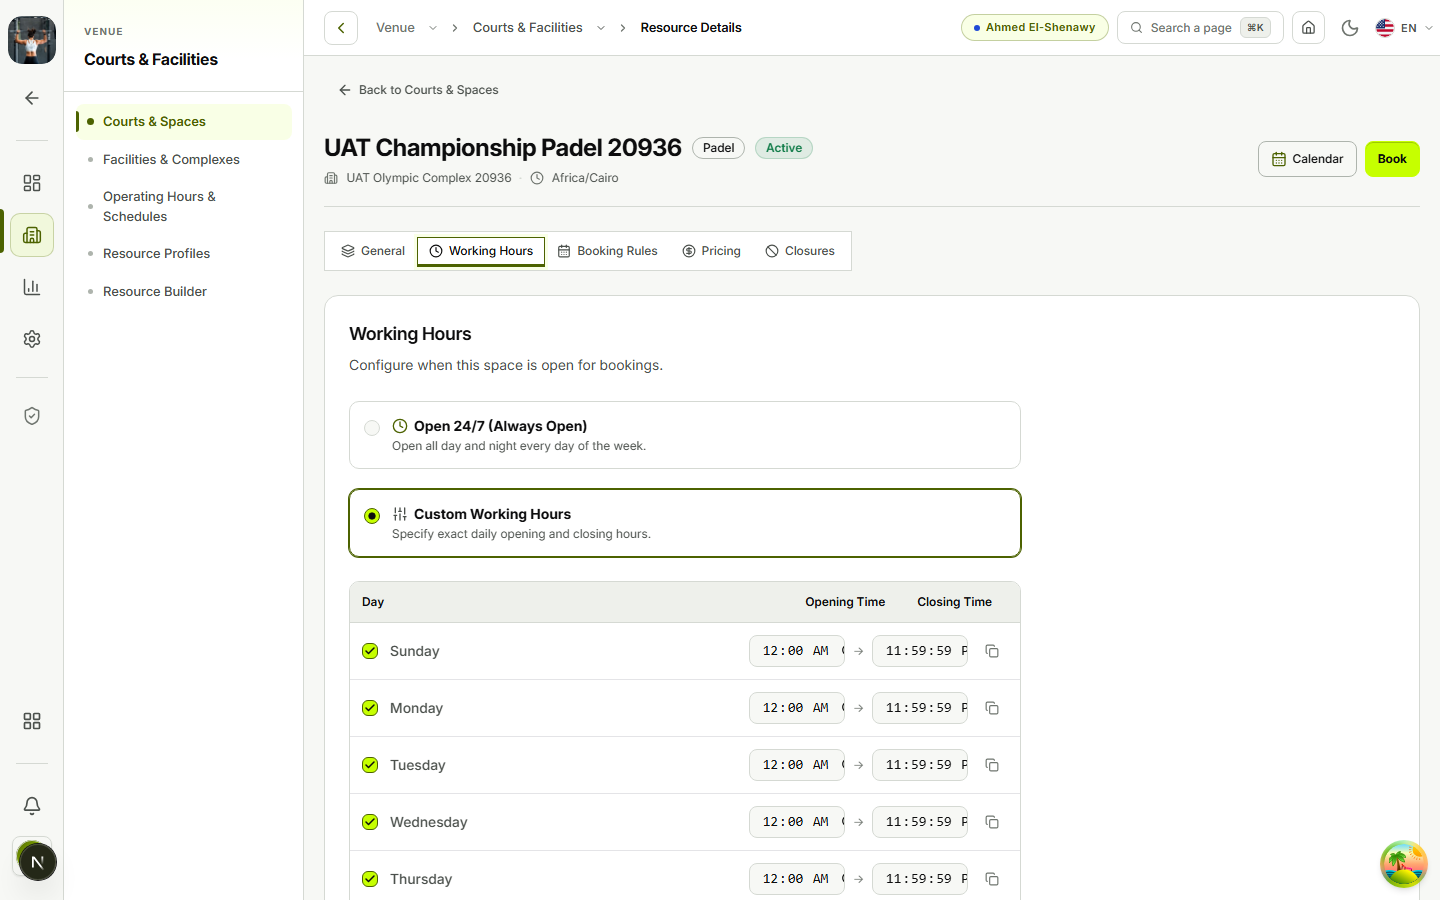 VENUE
Courts & Facilities
Courts & Spaces
Facilities & Complexes
Operating Hours &
Schedules
Resource Profiles
Resource Builder
Venue
Courts & Facilities
Resource Details
Ahmed El-Shenawy
Search a page
⌘K
EN
Back to Courts & Spaces
UAT Championship Padel 20936
Padel
Active
UAT Olympic Complex 20936 · Africa/Cairo
Calendar
Book
General
Working Hours
Booking Rules
Pricing
Closures
Working Hours
Configure when this space is open for bookings.
Open 24/7 (Always Open)
Open all day and night every day of the week.
Custom Working Hours
Specify exact daily opening and closing hours.
Day Opening Time Closing Time
Sunday 12:00 AM → 11:59:59 P
Monday 12:00 AM → 11:59:59 P
Tuesday 12:00 AM → 11:59:59 P
Wednesday 12:00 AM → 11:59:59 P
Thursday 12:00 AM → 11:59:59 P
N